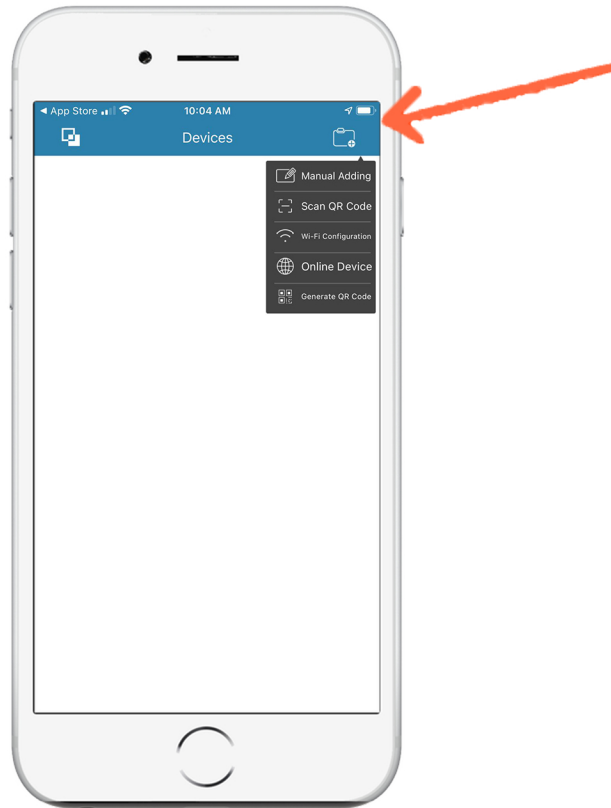 App Store
10:04 AM
Devices
Manual Adding
Scan QR Code
Wi-Fi Configuration
Online Device
Generate QR Code